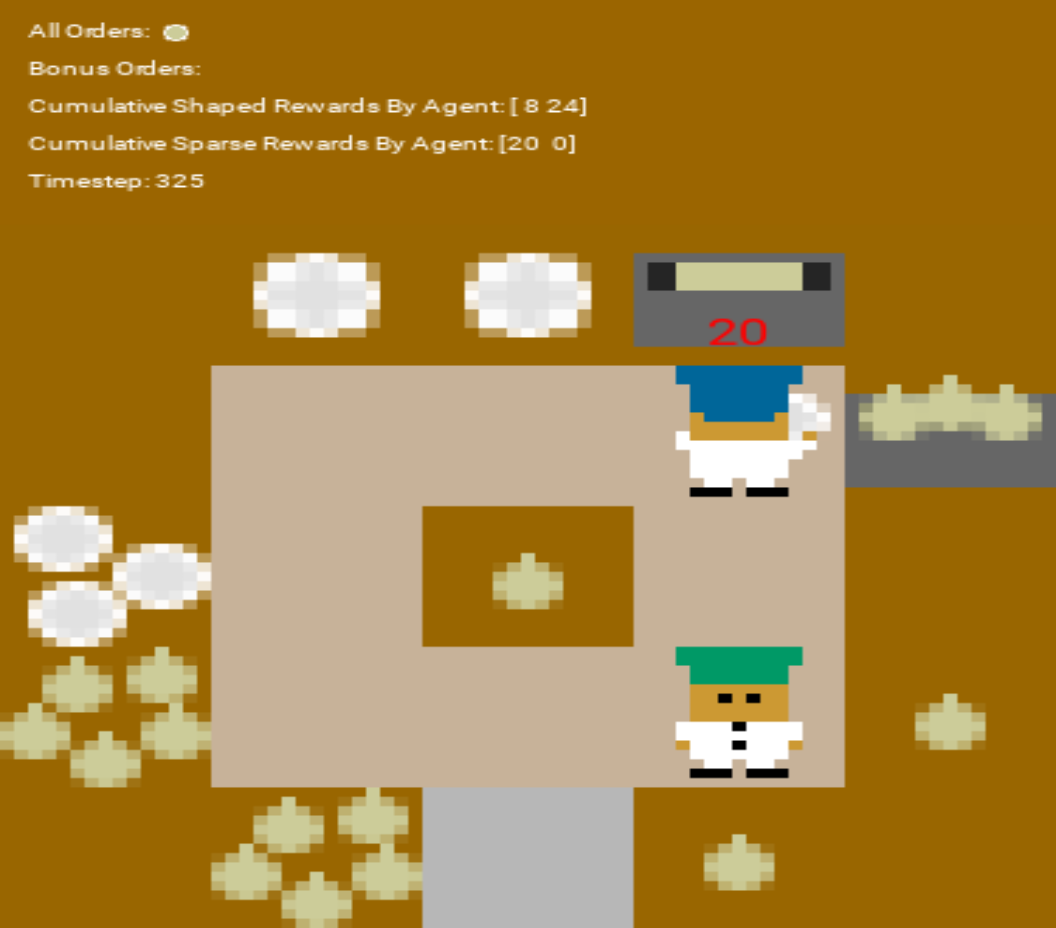 All Orders:
Bonus Orders:
Cumulative Shaped Rewards By Agent: [ 8 24]
Cumulative Sparse Rewards By Agent: [20  0]
Timestep: 325
20